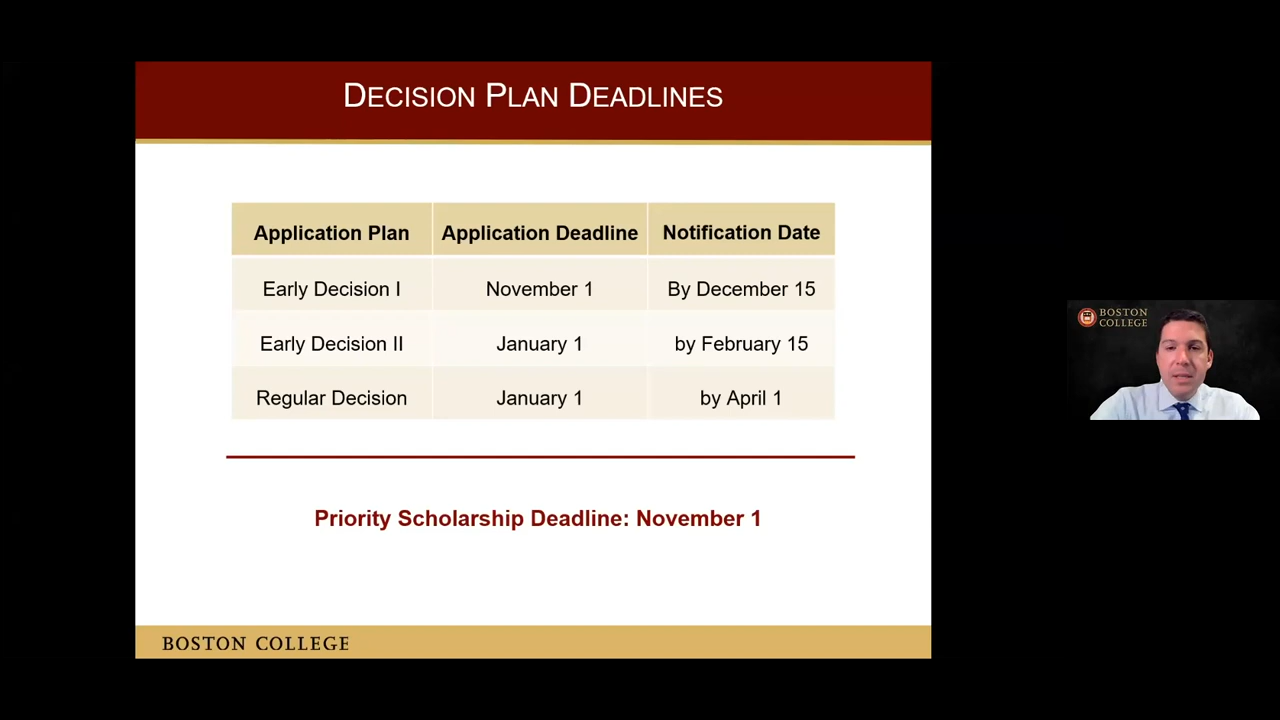 DECISION PLAN DEADLINES
Application Plan Application Deadline Notification Date
Early Decision I November 1 By December 15
Early Decision II January 1 by February 15
Regular Decision January 1 by April 1
Priority Scholarship Deadline: November 1
BOSTON COLLEGE
BOSTON
COLLEGE